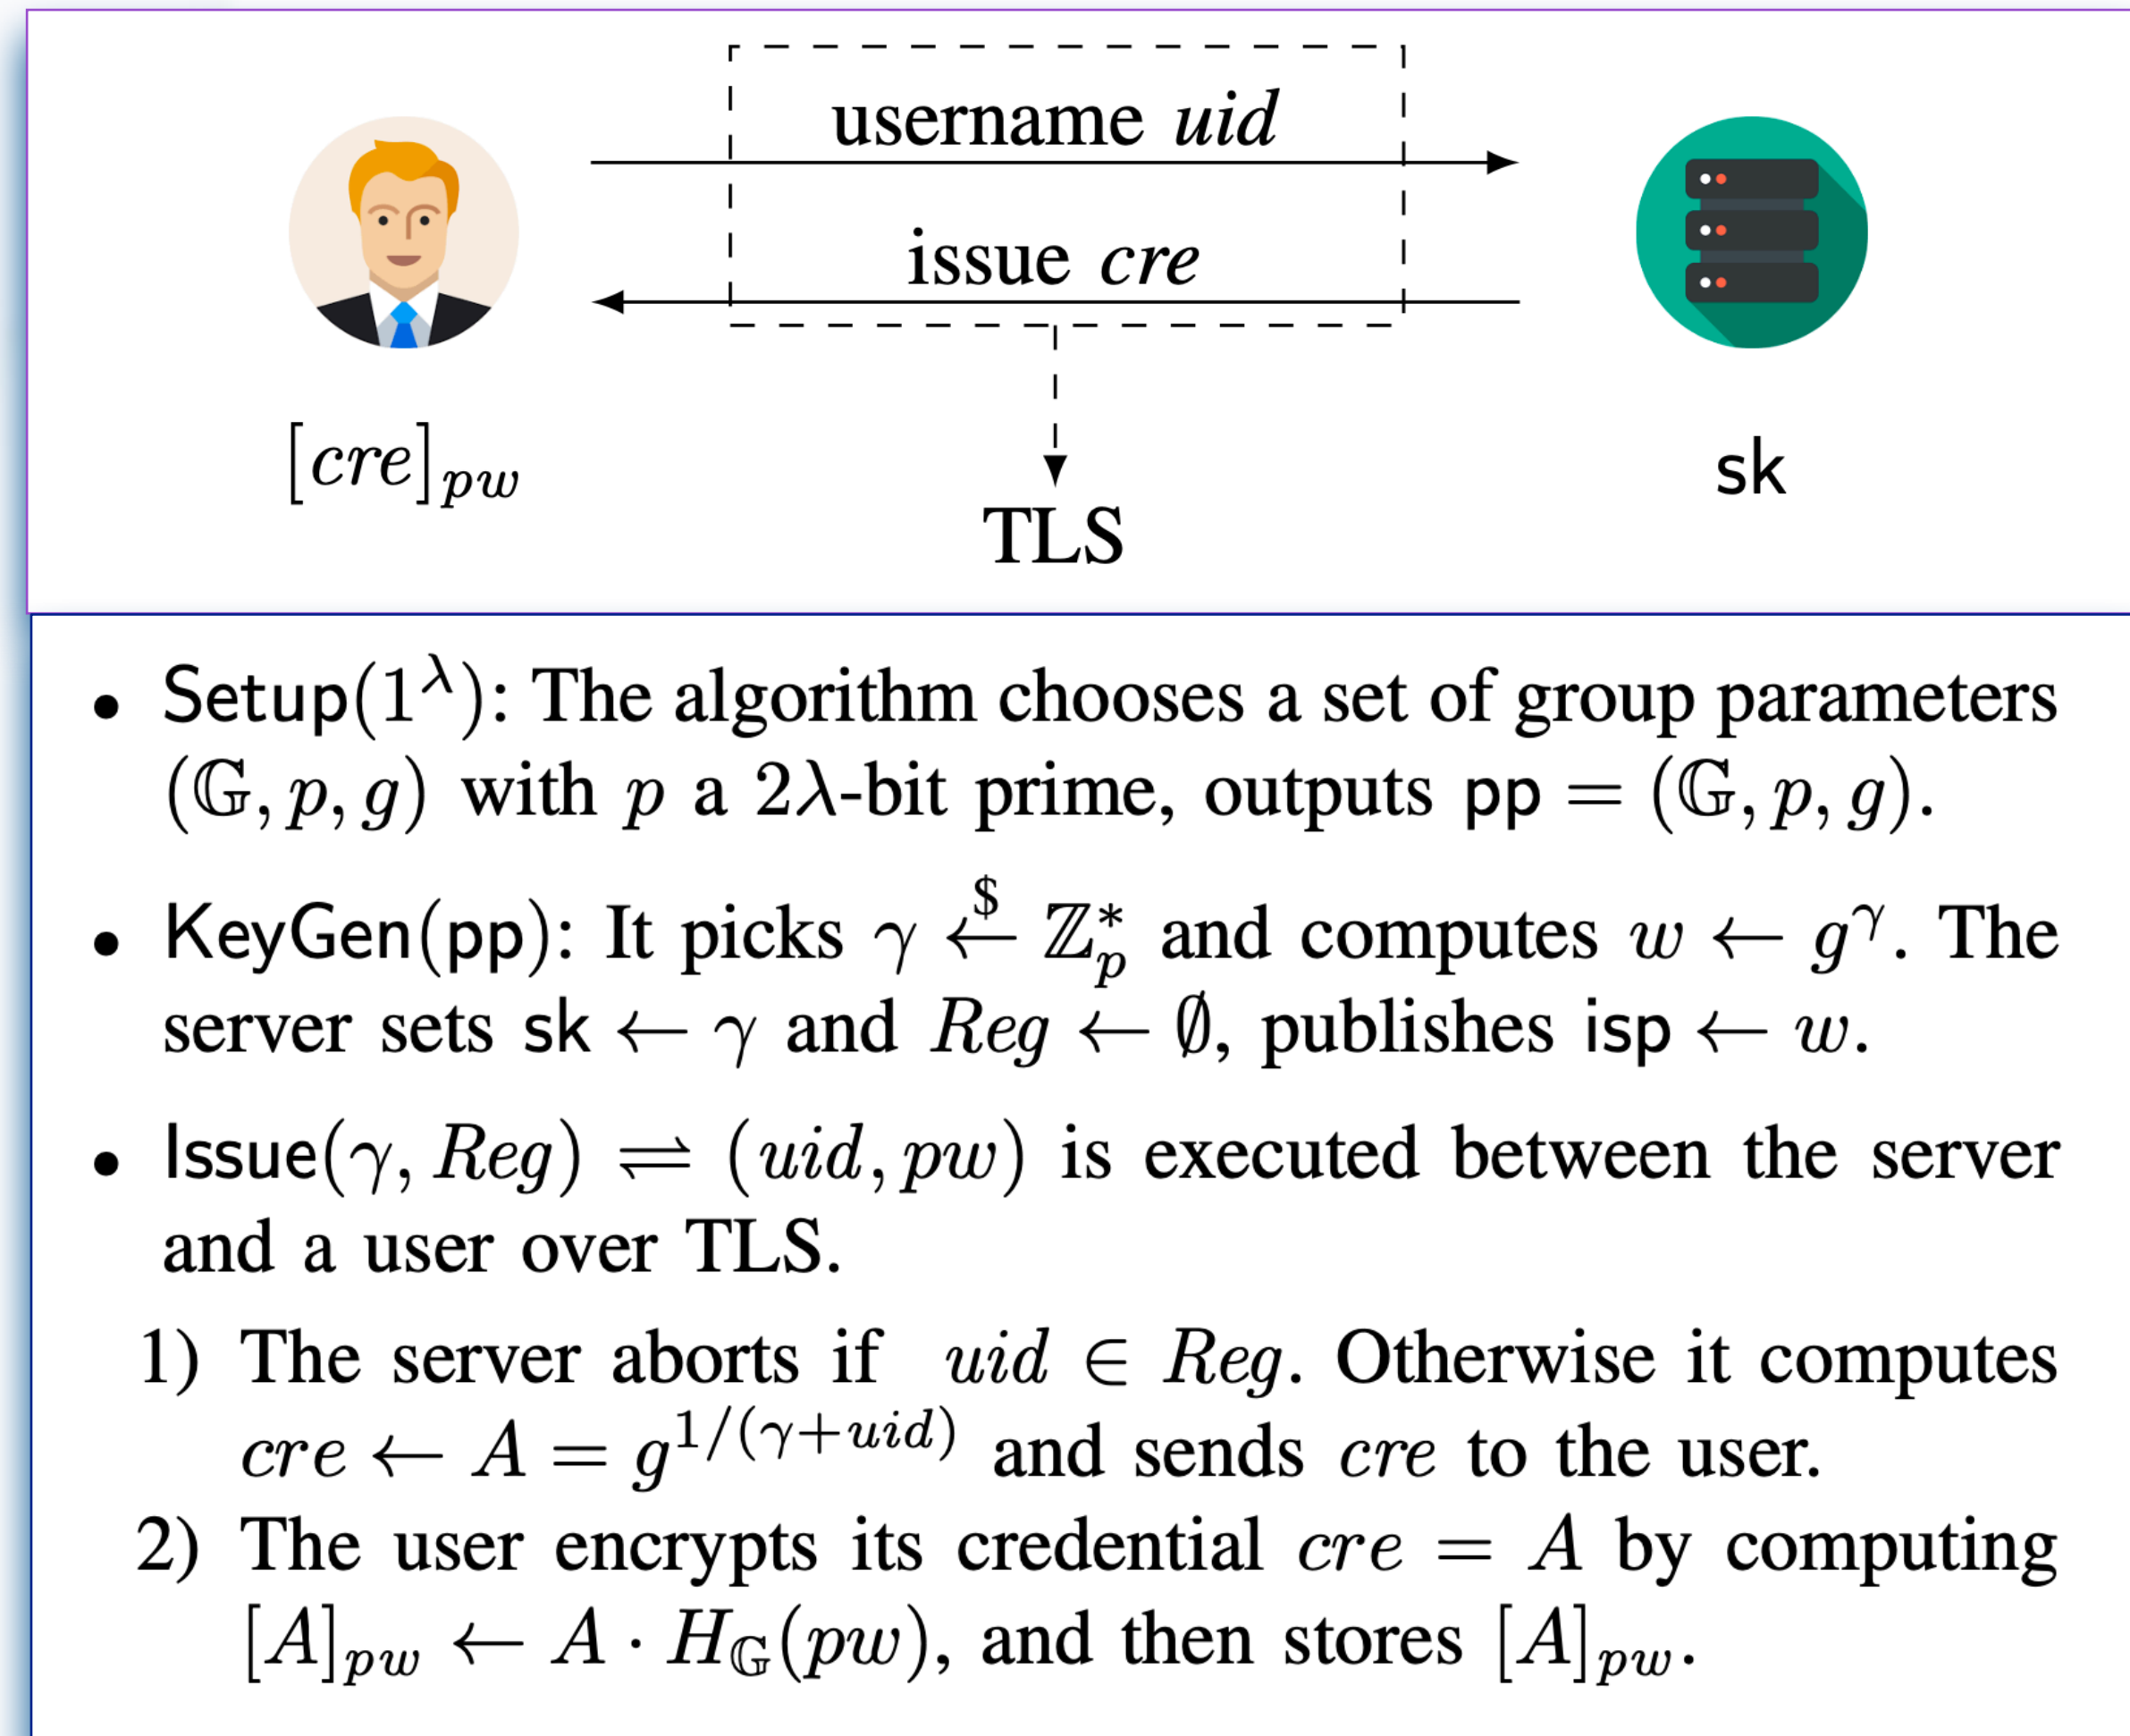 username uid
issue cre
[cre]_{pw}
sk
TLS
• Setup(1^λ): The algorithm chooses a set of group parameters
(𝔾, p, g) with p a 2λ-bit prime, outputs pp = (𝔾, p, g).
• KeyGen(pp): It picks γ ←^{$} ℤ_p^* and computes w ← g^γ. The
server sets sk ← γ and Reg ← ∅, publishes isp ← w.
• Issue(γ, Reg) ⇌ (uid, pw) is executed between the server
and a user over TLS.
1) The server aborts if uid ∈ Reg. Otherwise it computes
cre ← A = g^{1/(γ+uid)} and sends cre to the user.
2) The user encrypts its credential cre = A by computing
[A]_{pw} ← A · H_𝔾(pw), and then stores [A]_{pw}.